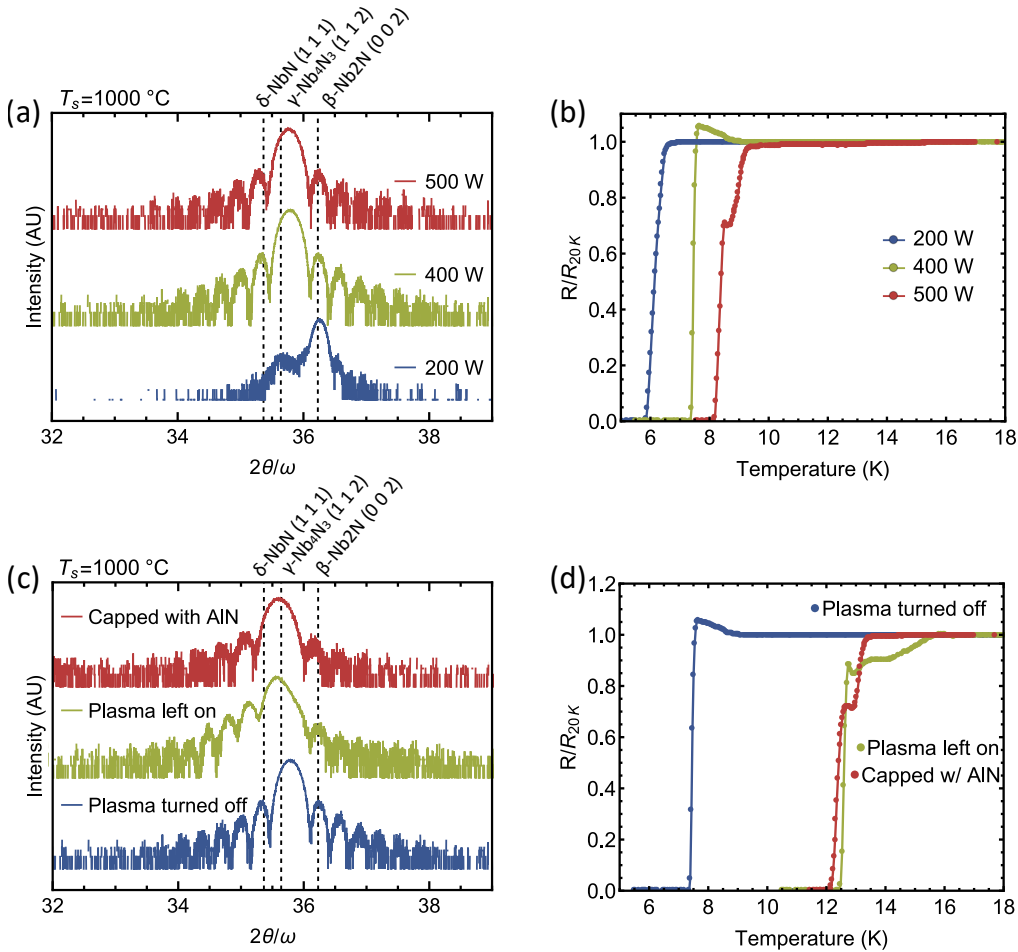 (a)
T_s=1000 °C
δ-NbN (1 1 1)
γ-Nb₄N₃ (1 1 2)
β-Nb2N (0 0 2)
500 W
400 W
200 W
Intensity (AU)
32 34 36 38
2θ/ω
(b)
R/R₂₀ K
1.0
0.8
0.6
0.4
0.2
0.0
200 W
400 W
500 W
6 8 10 12 14 16 18
Temperature (K)
(c)
T_s=1000 °C
δ-NbN (1 1 1)
γ-Nb₄N₃ (1 1 2)
β-Nb2N (0 0 2)
Capped with AlN
Plasma left on
Plasma turned off
Intensity (AU)
32 34 36 38
2θ/ω
(d)
R/R₂₀ K
1.2
1.0
0.8
0.6
0.4
0.2
0.0
Plasma turned off
Plasma left on
Capped w/ AlN
6 8 10 12 14 16 18
Temperature (K)